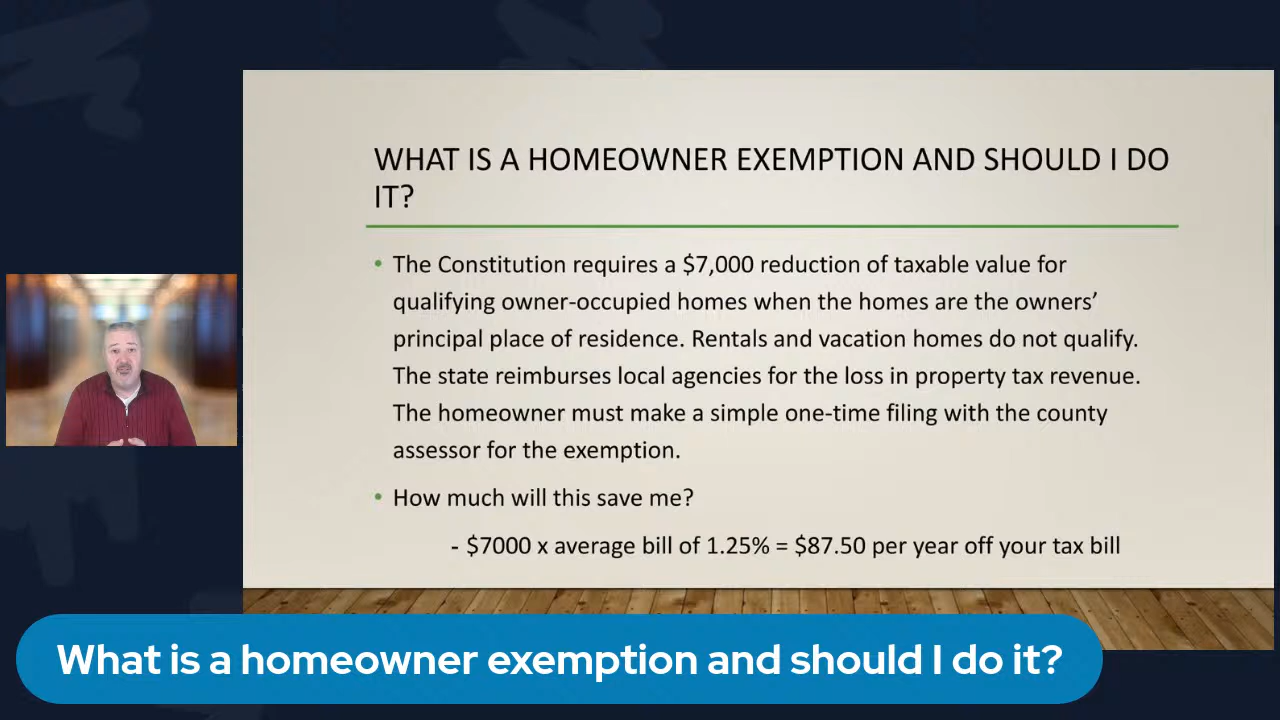 WHAT IS A HOMEOWNER EXEMPTION AND SHOULD I DO
IT?
• The Constitution requires a $7,000 reduction of taxable value for
qualifying owner-occupied homes when the homes are the owners’
principal place of residence. Rentals and vacation homes do not qualify.
The state reimburses local agencies for the loss in property tax revenue.
The homeowner must make a simple one-time filing with the county
assessor for the exemption.
• How much will this save me?
- $7000 x average bill of 1.25% = $87.50 per year off your tax bill
What is a homeowner exemption and should I do it?